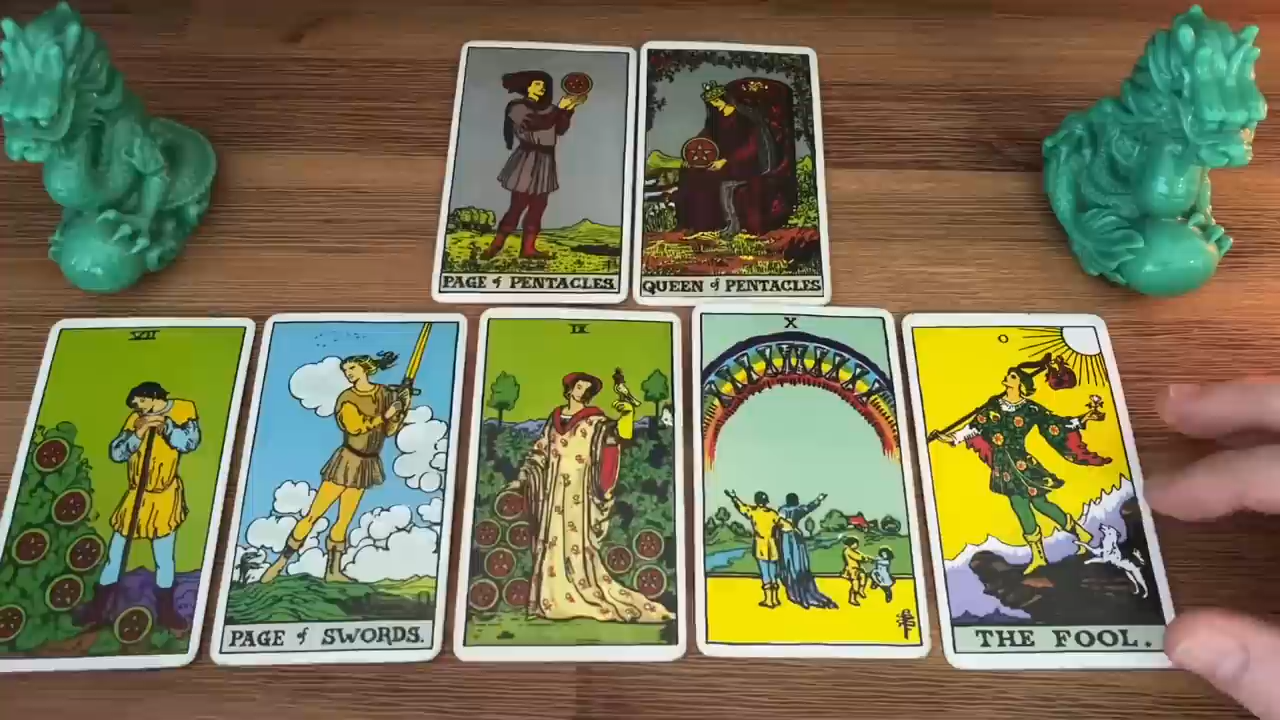 PAGE of PENTACLES.
QUEEN of PENTACLES
VII
PAGE of SWORDS.
IX
X
0
THE FOOL.